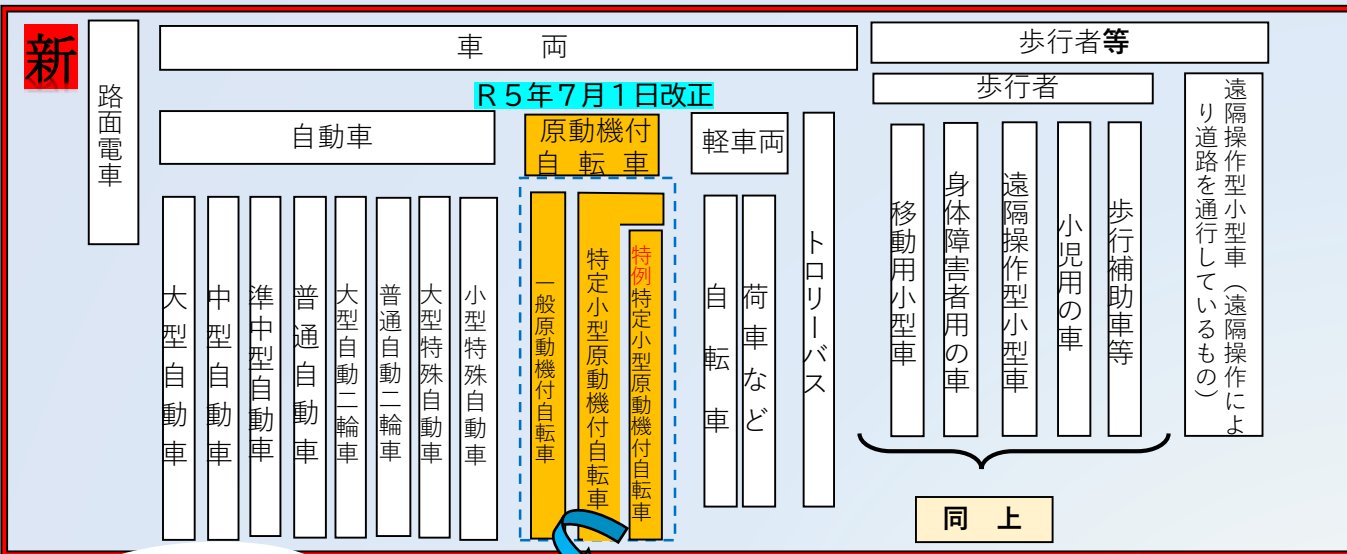 新
路面電車
車　両
歩行者等
歩行者
遠隔操作型小型車（遠隔操作によ
り道路を通行しているもの）
R５年７月１日改正
自動車
原動機付
自 転 車
軽車両
トロリーバス
大型自動車
中型自動車
準中型自動車
普通自動車
大型自動二輪車
普通自動二輪車
大型特殊自動車
小型特殊自動車
一般原動機付自転車
特定小型原動機付自転車
特例特定小型原動機付自転車
自転車
荷車など
移動用小型車
身体障害者用の車
遠隔操作型小型車
小児用の車
歩行補助車等
同　上